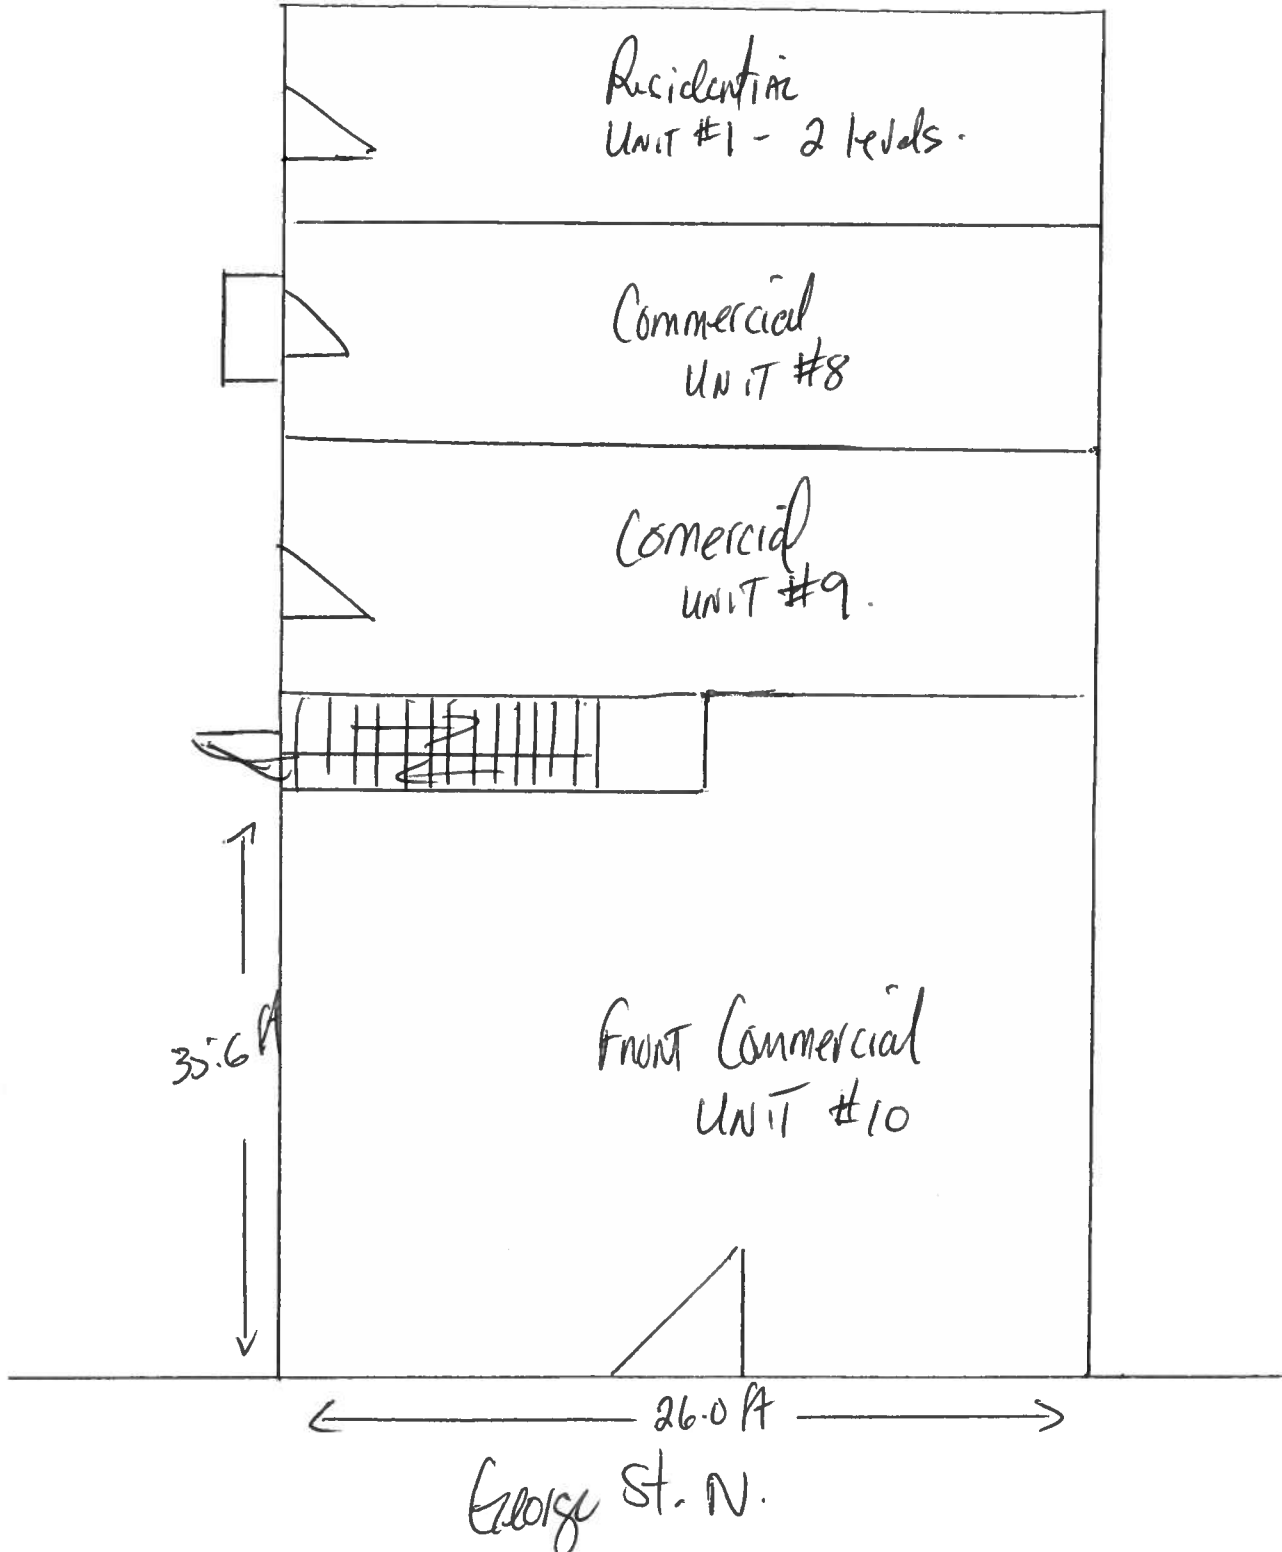 Residential
UNIT #1 - 2 levels.
Commercial
UNIT #8
Comercial
UNIT #9.
35.6 ft
Front Commercial
UNIT #10
26.0 ft
George St. N.